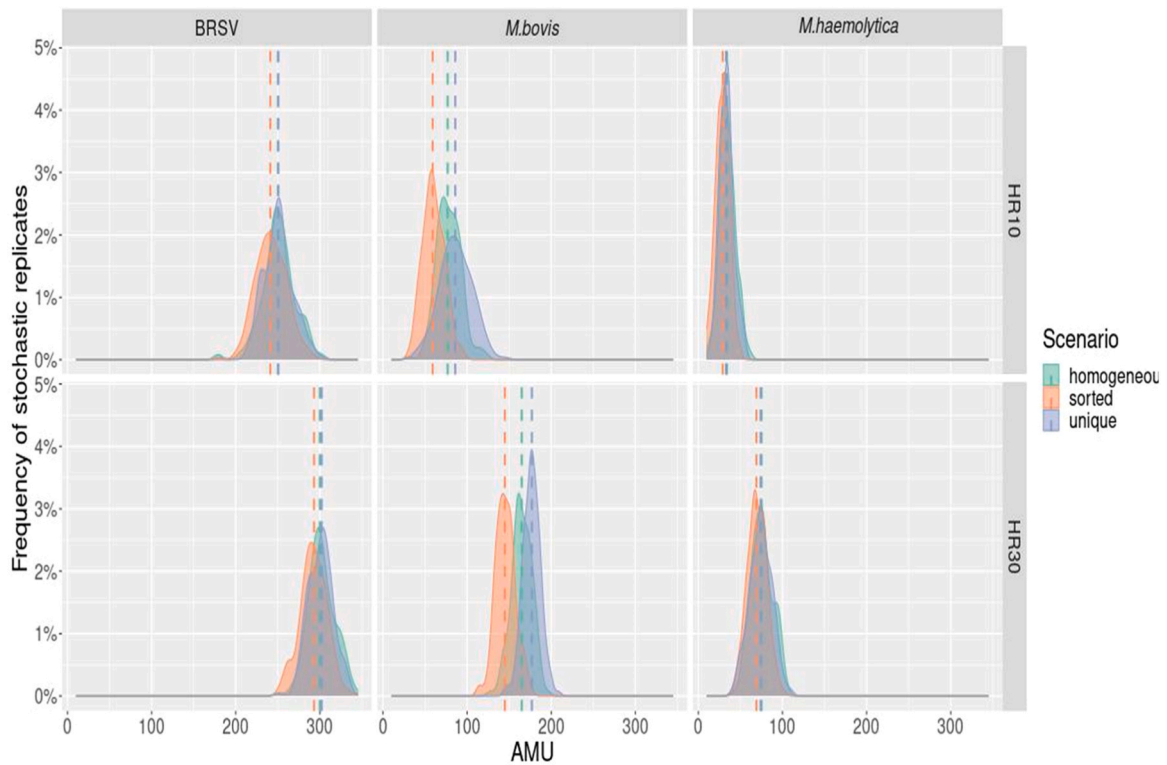 BRSV
M.bovis
M.haemolytica
5%
4%
3%
2%
1%
0%
HR10
5%
4%
3%
2%
1%
0%
HR30
Frequency of stochastic replicates
0 100 200 300 0 100 200 300 0 100 200 300
AMU
Scenario
homogeneou
sorted
unique